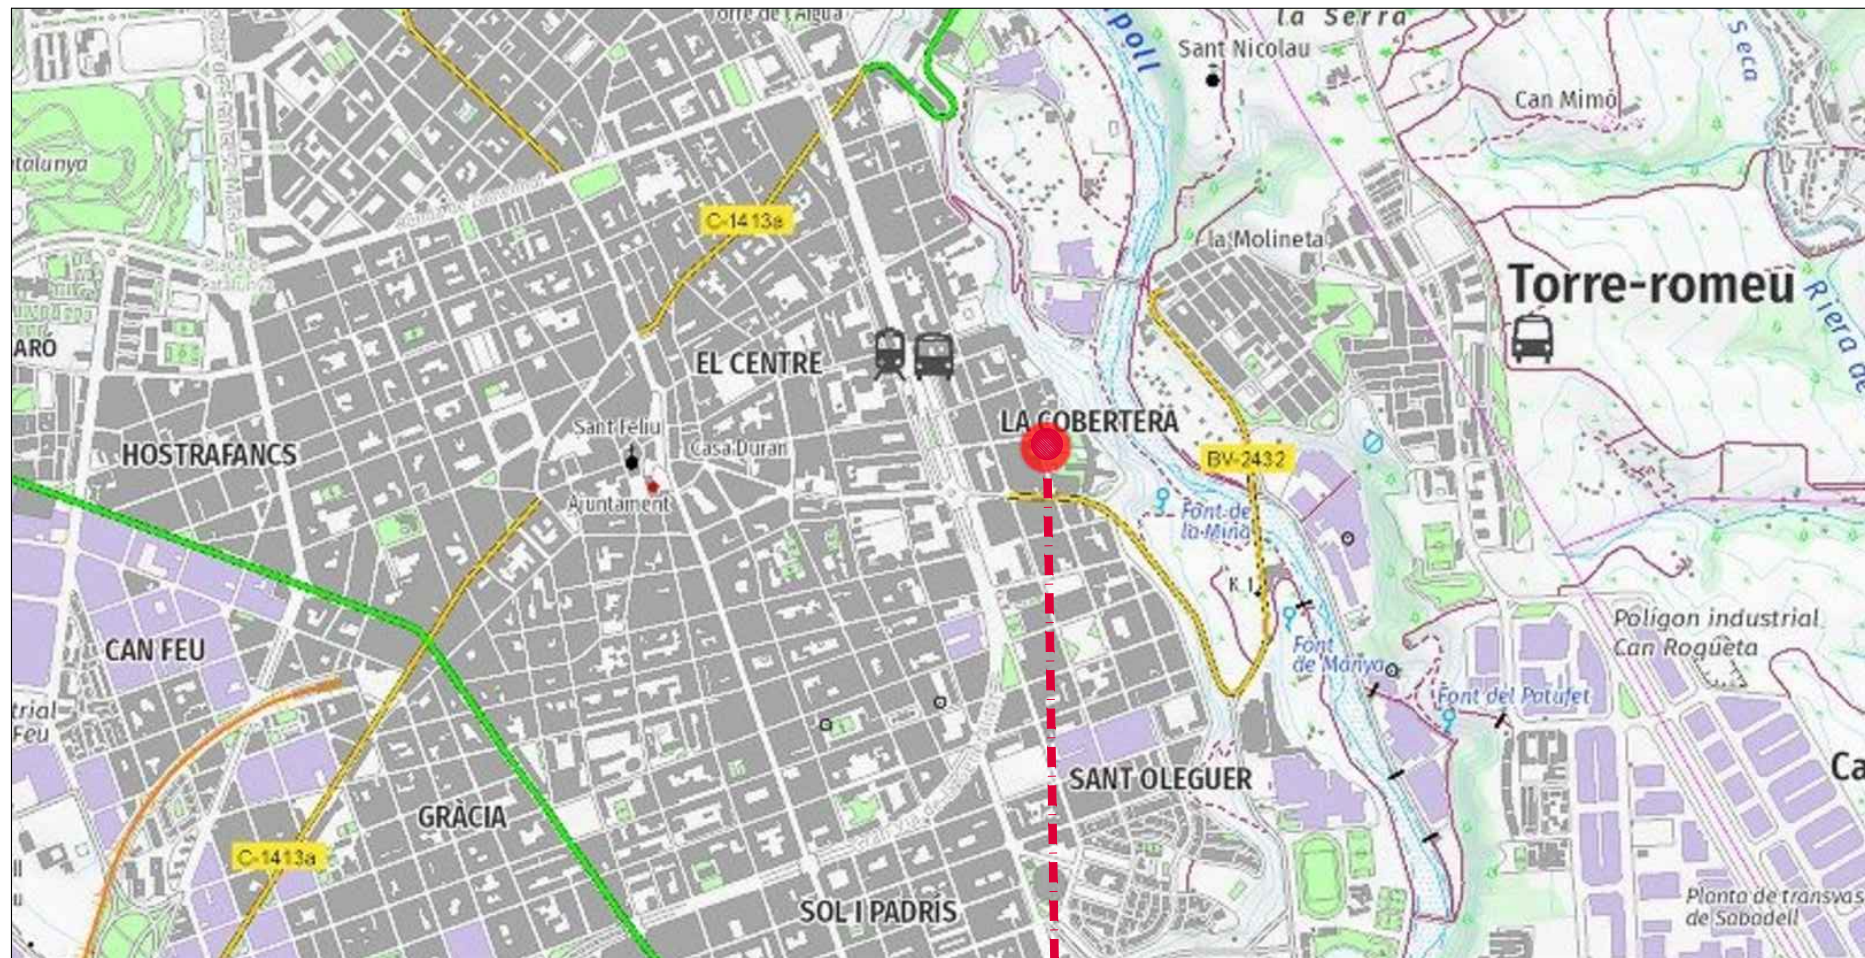 Torre de l'Aigua
la Serra
poll
Sant Nicolau
Seca
Can Mimó
talunya
C-1413a
la Molineta
Torre-romeu
Riera de
ARÓ
EL CENTRE
LA COBERTERA
Sant Feliu
Casa Duran
HOSTRAFANCS
BV-2432
Ajuntament
Font de
la Mina
K. 1
Polígon industrial
Can Roqueta
CAN FEU
Font
de Manya
Font del Patufet
trial
Feu
SANT OLEGUER
Ca
GRÀCIA
C-1413a
SOL I PADRÍS
Planta de transvas
de Sabadell